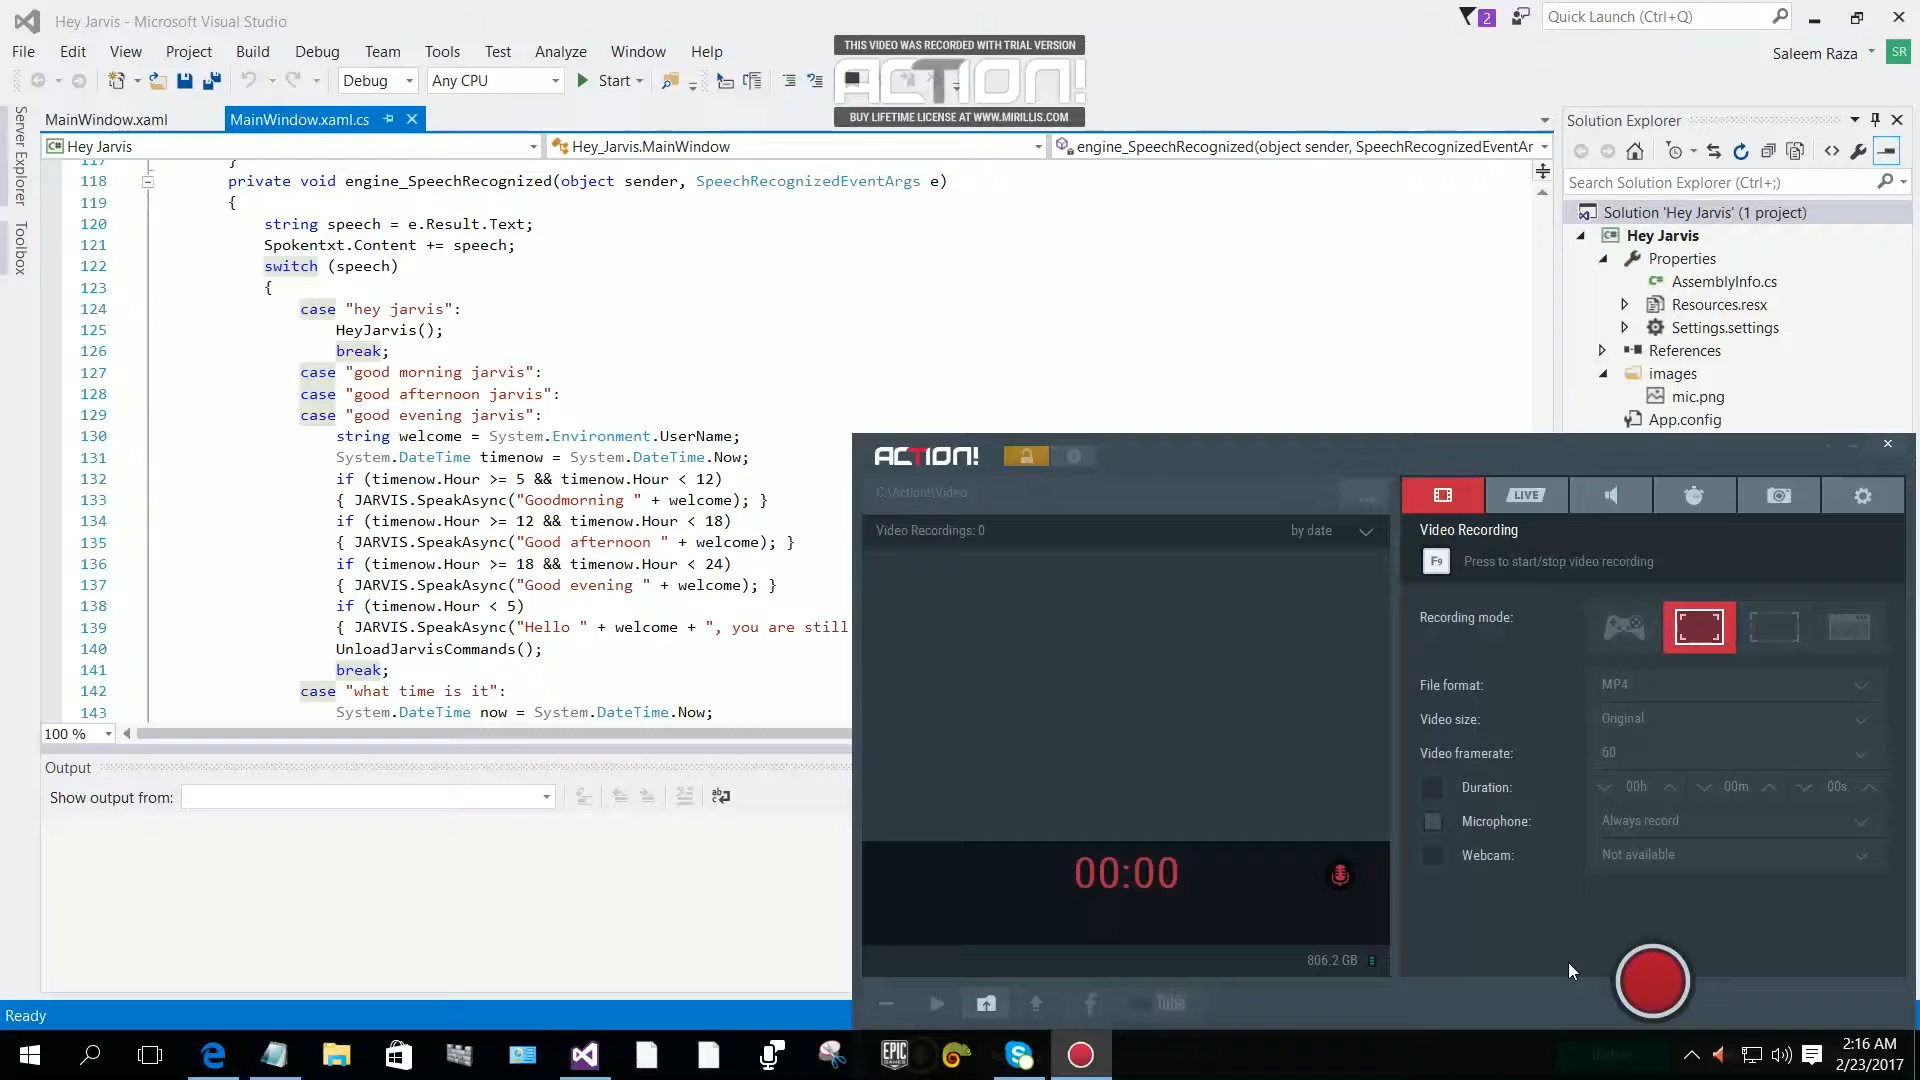 Hey Jarvis - Microsoft Visual Studio
2
Quick Launch (Ctrl+Q)
File Edit View Project Build Debug Team Tools Test Analyze Window Help
Saleem Raza SR
Debug Any CPU Start
THIS VIDEO WAS RECORDED WITH TRIAL VERSION
ACTION!
BUY LIFETIME LICENSE AT WWW.MIRILLIS.COM
Server Explorer
Toolbox
MainWindow.xaml MainWindow.xaml.cs
Hey Jarvis Hey_Jarvis.MainWindow engine_SpeechRecognized(object sender, SpeechRecognizedEventAr
117 }
118 private void engine_SpeechRecognized(object sender, SpeechRecognizedEventArgs e)
119 {
120 string speech = e.Result.Text;
121 Spokentxt.Content += speech;
122 switch (speech)
123 {
124 case "hey jarvis":
125 HeyJarvis();
126 break;
127 case "good morning jarvis":
128 case "good afternoon jarvis":
129 case "good evening jarvis":
130 string welcome = System.Environment.UserName;
131 System.DateTime timenow = System.DateTime.Now;
132 if (timenow.Hour >= 5 && timenow.Hour < 12)
133 { JARVIS.SpeakAsync("Goodmorning " + welcome); }
134 if (timenow.Hour >= 12 && timenow.Hour < 18)
135 { JARVIS.SpeakAsync("Good afternoon " + welcome); }
136 if (timenow.Hour >= 18 && timenow.Hour < 24)
137 { JARVIS.SpeakAsync("Good evening " + welcome); }
138 if (timenow.Hour < 5)
139 { JARVIS.SpeakAsync("Hello " + welcome + ", you are still
140 UnloadJarvisCommands();
141 break;
142 case "what time is it":
143 System.DateTime now = System.DateTime.Now;
100 %
Output
Show output from:
Ready
Solution Explorer
Search Solution Explorer (Ctrl+;)
Solution 'Hey Jarvis' (1 project)
Hey Jarvis
Properties
AssemblyInfo.cs
Resources.resx
Settings.settings
References
images
mic.png
App.config
ACTION!
C:\Action!\Video
Video Recordings: 0 by date
00:00
806.2 GB
Tube
LIVE
Video Recording
F9 Press to start/stop video recording
Recording mode:
File format: MP4
Video size: Original
Video framerate: 60
Duration: 00h 00m 00s
Microphone: Always record
Webcam: Not available
EPIC GAMES
2:16 AM
2/23/2017